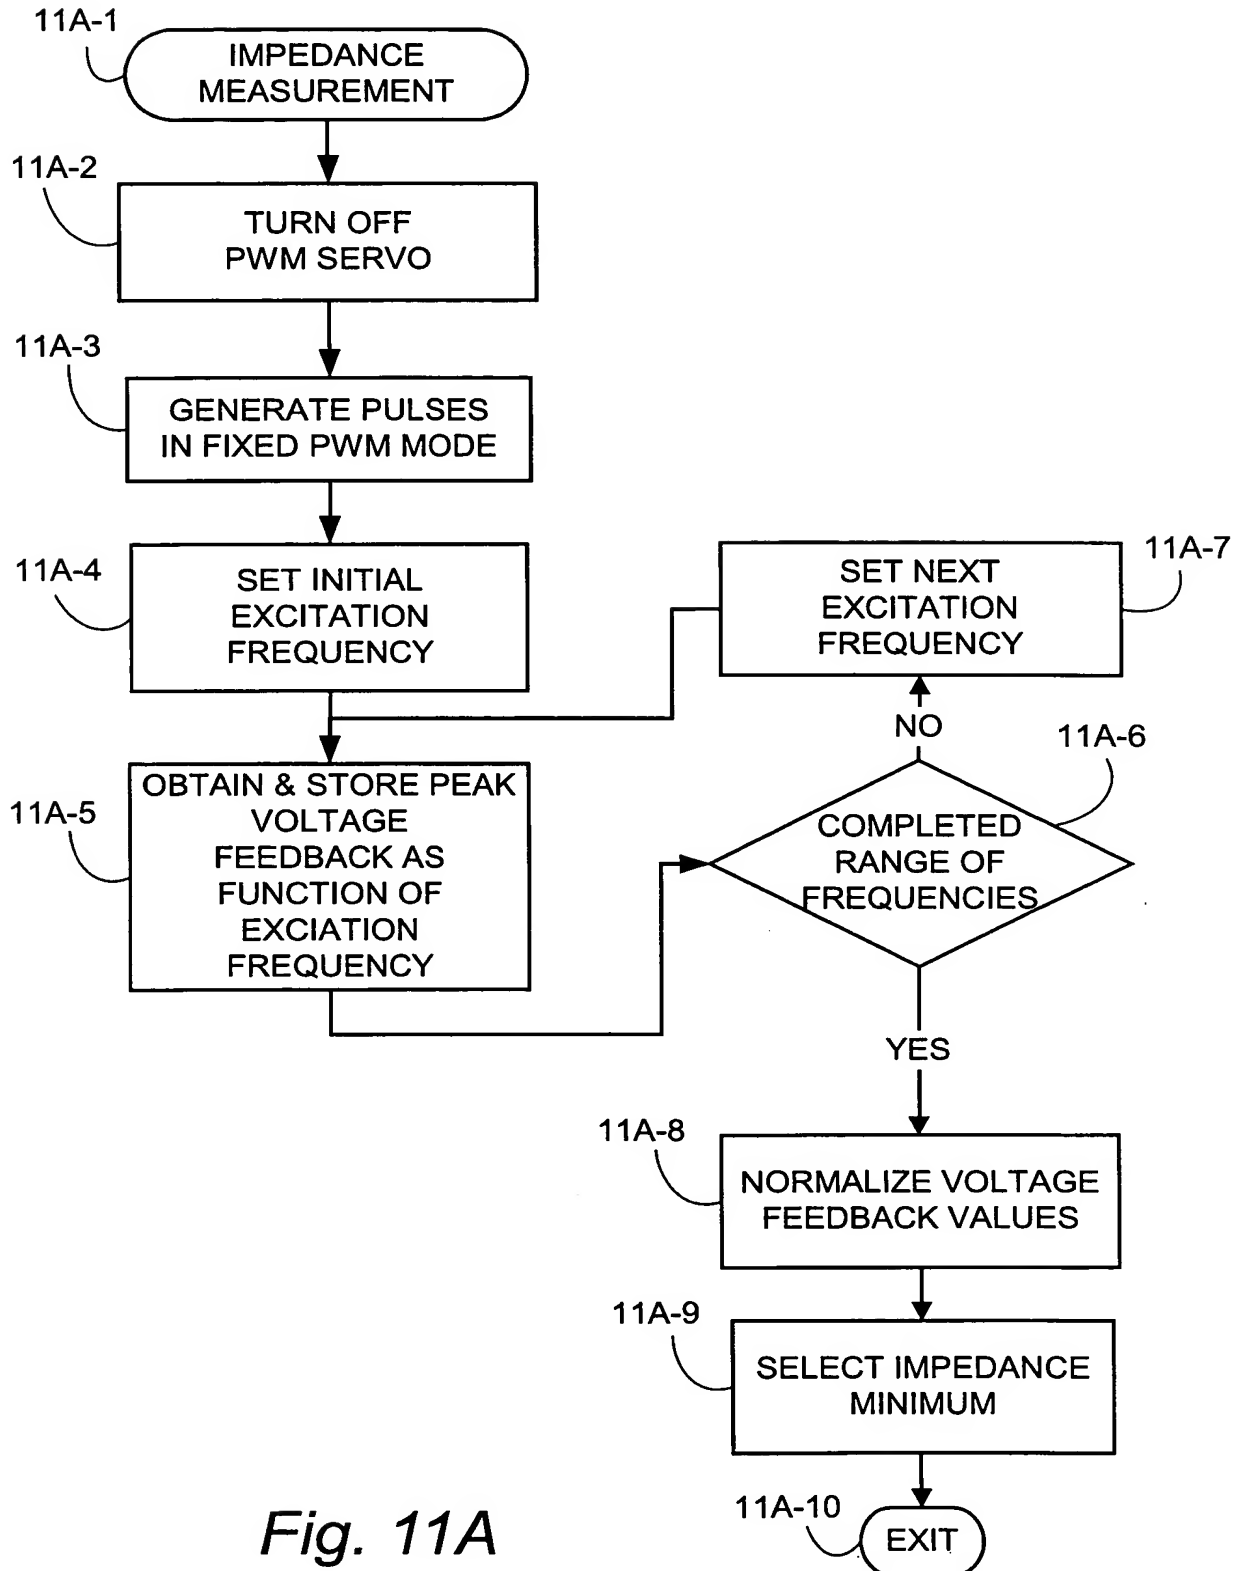 11A-1
IMPEDANCE
MEASUREMENT
11A-2
TURN OFF
PWM SERVO
11A-3
GENERATE PULSES
IN FIXED PWM MODE
11A-4
SET INITIAL
EXCITATION
FREQUENCY
11A-5
OBTAIN & STORE PEAK
VOLTAGE
FEEDBACK AS
FUNCTION OF
EXCIATION
FREQUENCY
11A-7
SET NEXT
EXCITATION
FREQUENCY
NO
11A-6
COMPLETED
RANGE OF
FREQUENCIES
YES
11A-8
NORMALIZE VOLTAGE
FEEDBACK VALUES
11A-9
SELECT IMPEDANCE
MINIMUM
11A-10
EXIT
Fig. 11A